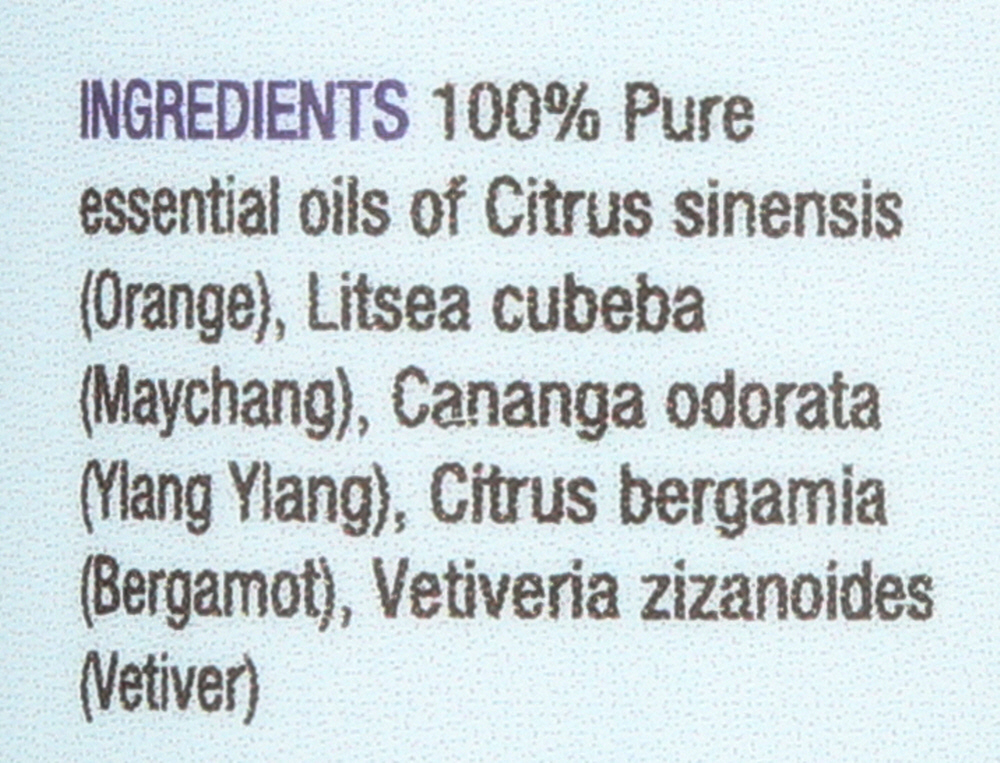 INGREDIENTS 100% Pure
essential oils of Citrus sinensis
(Orange), Litsea cubeba
(Maychang), Cananga odorata
(Ylang Ylang), Citrus bergamia
(Bergamot), Vetiveria zizanoides
(Vetiver)